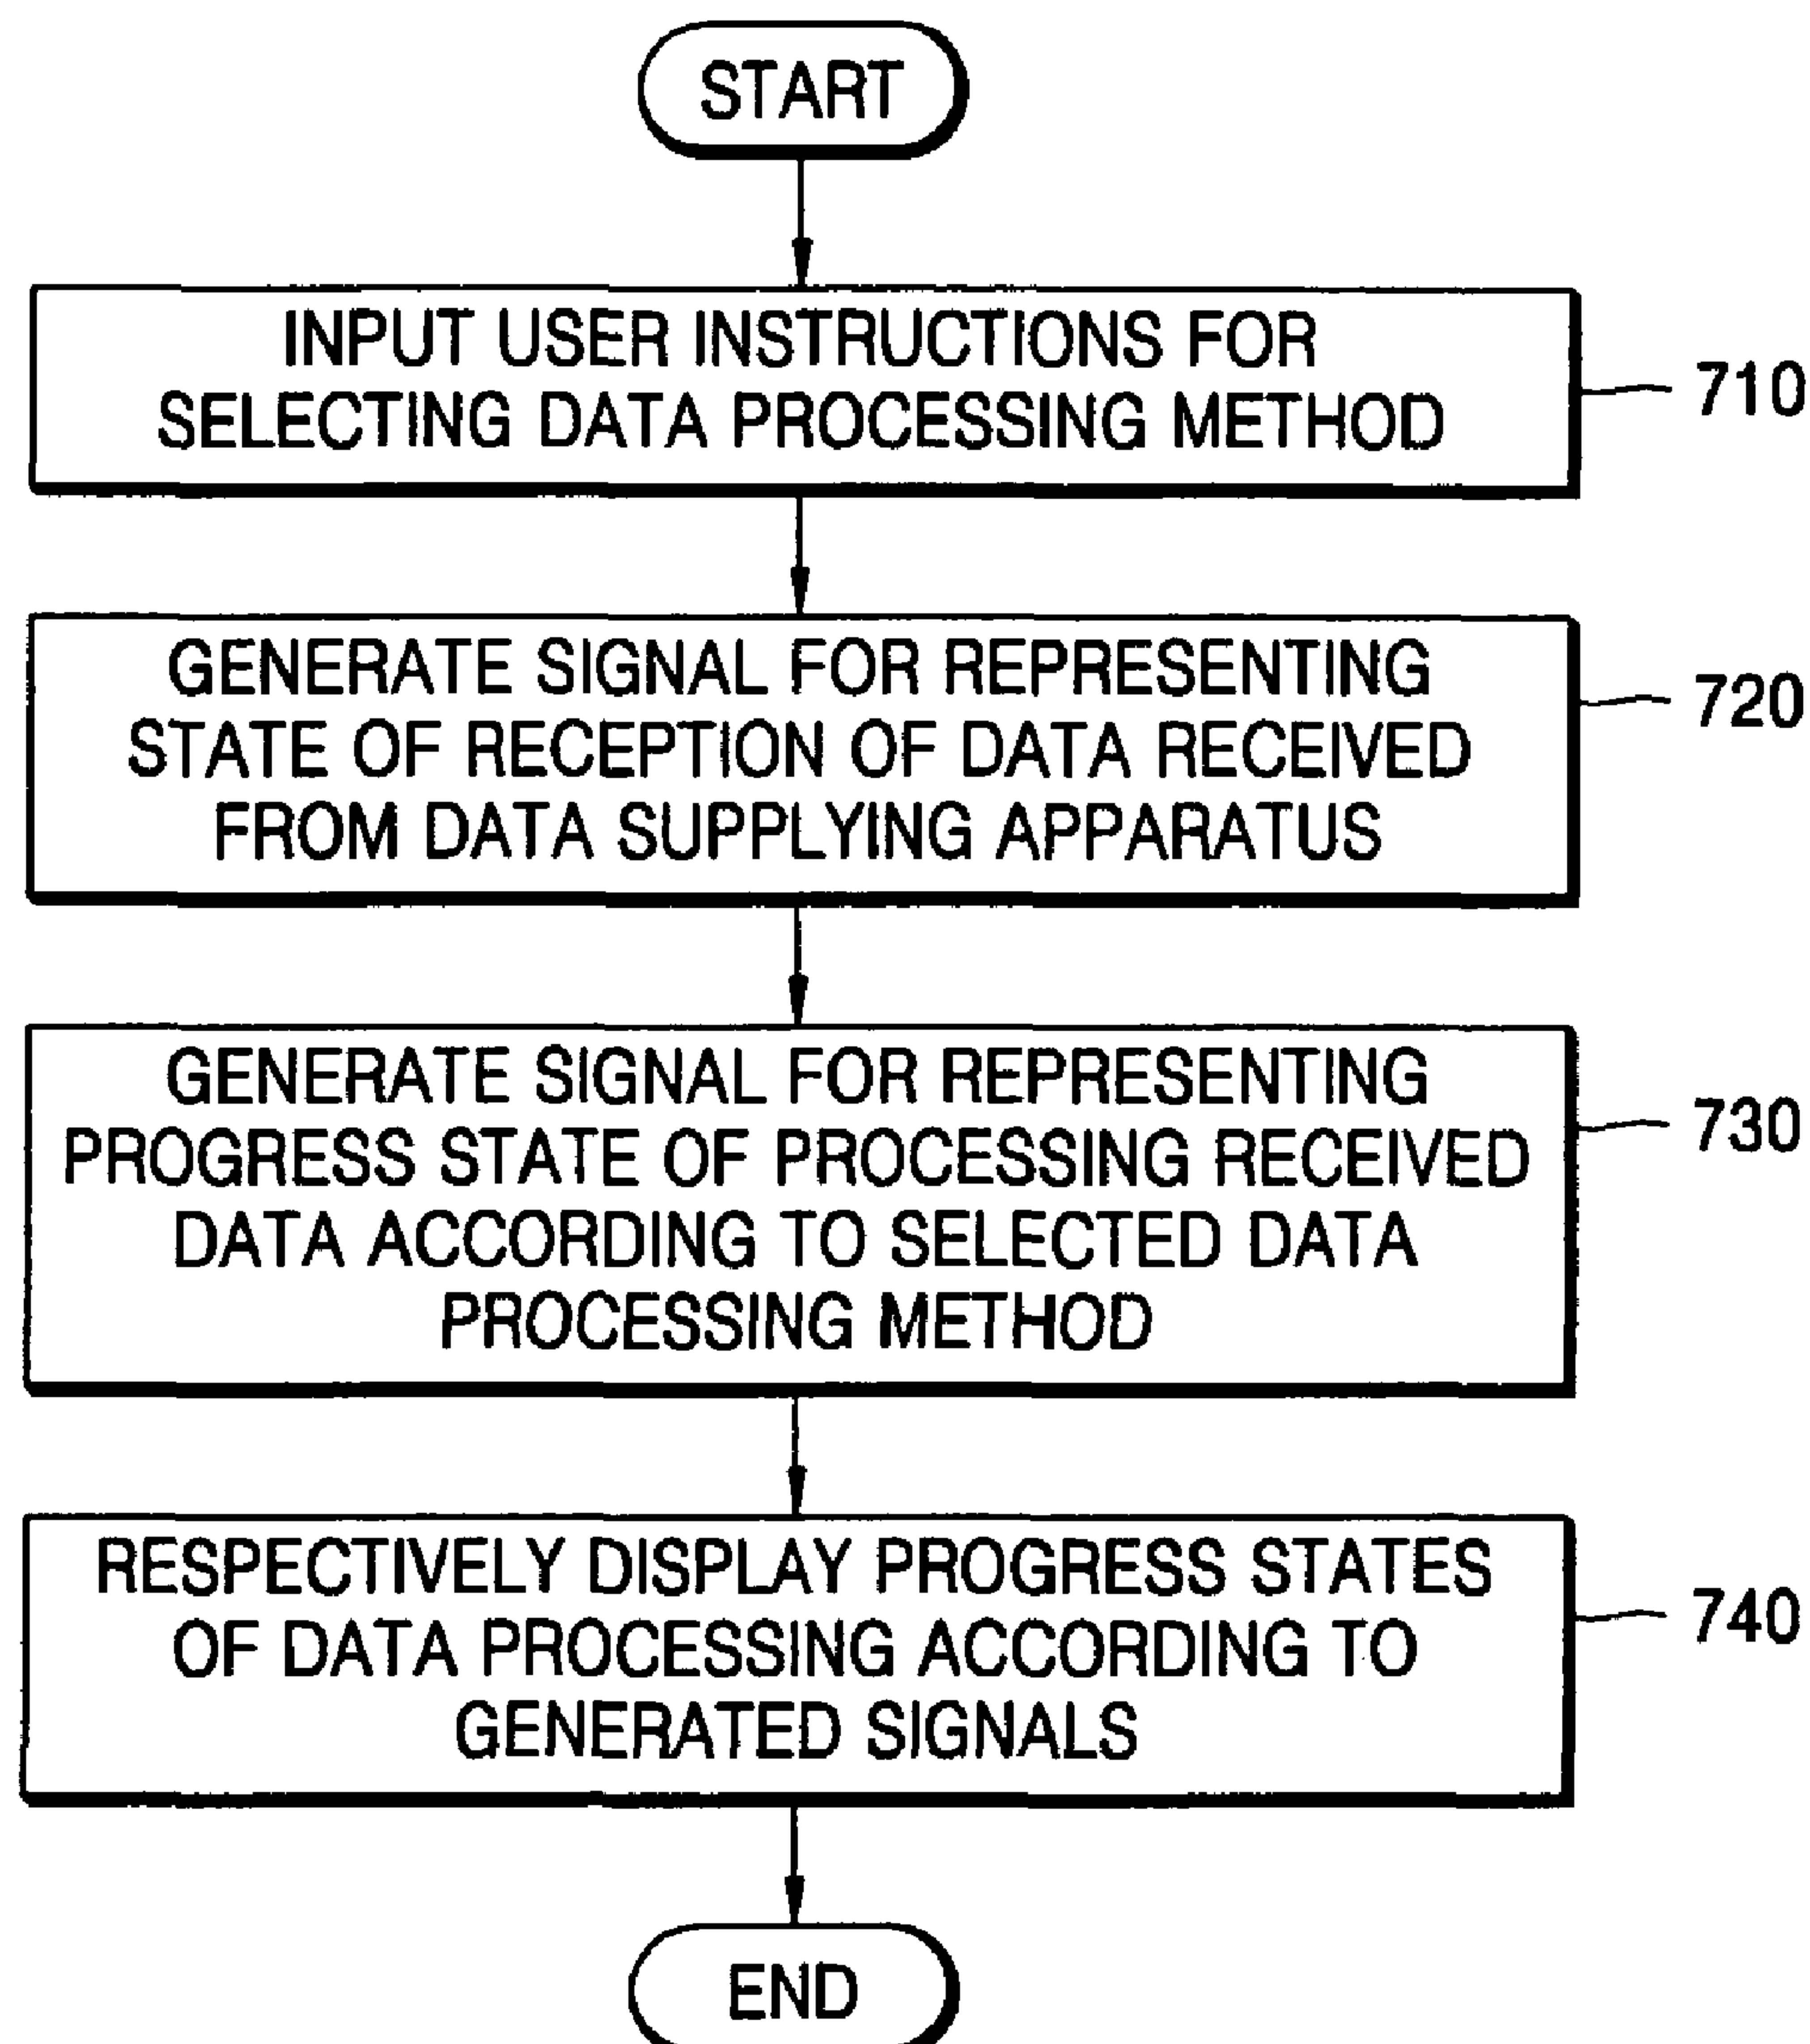 START
INPUT USER INSTRUCTIONS FOR
SELECTING DATA PROCESSING METHOD
710
GENERATE SIGNAL FOR REPRESENTING
STATE OF RECEPTION OF DATA RECEIVED
FROM DATA SUPPLYING APPARATUS
720
GENERATE SIGNAL FOR REPRESENTING
PROGRESS STATE OF PROCESSING RECEIVED
DATA ACCORDING TO SELECTED DATA
PROCESSING METHOD
730
RESPECTIVELY DISPLAY PROGRESS STATES
OF DATA PROCESSING ACCORDING TO
GENERATED SIGNALS
740
END